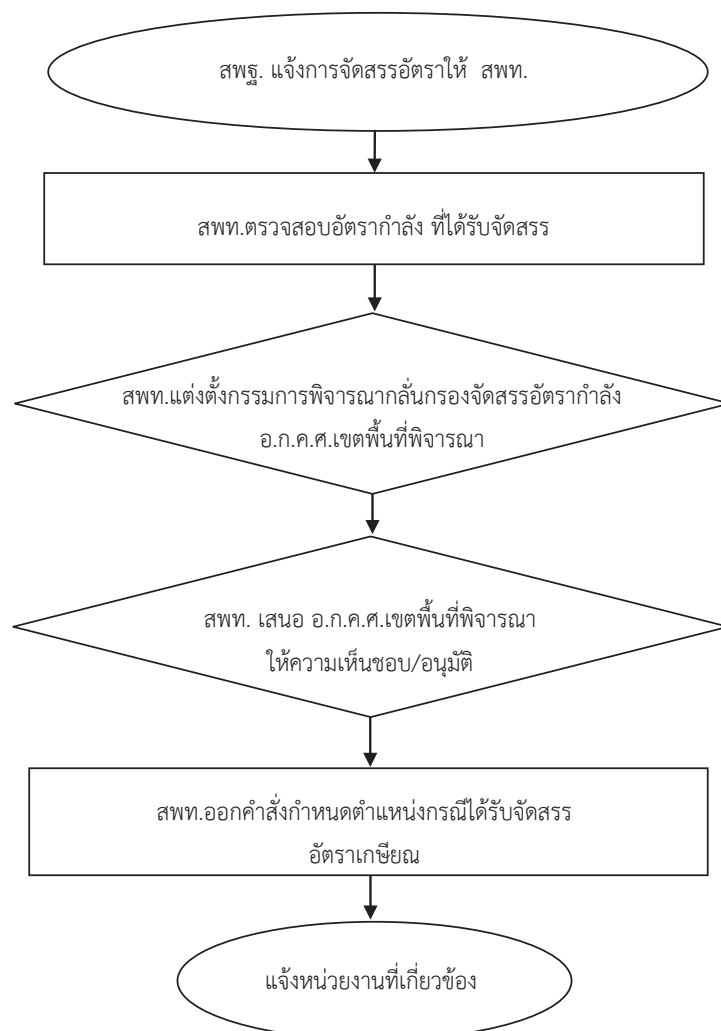 สพฐ. แจ้งการจัดสรรอัตราให้ สพท.
สพท.ตรวจสอบอัตรากำลัง ที่ได้รับจัดสรร
สพท.แต่งตั้งกรรมการพิจารณากลั่นกรองจัดสรรอัตรากำลัง
อ.ก.ค.ศ.เขตพื้นที่พิจารณา
สพท. เสนอ อ.ก.ค.ศ.เขตพื้นที่พิจารณา
ให้ความเห็นชอบ/อนุมัติ
สพท.ออกคำสั่งกำหนดตำแหน่งกรณีได้รับจัดสรร
อัตราเกษียณ
แจ้งหน่วยงานที่เกี่ยวข้อง